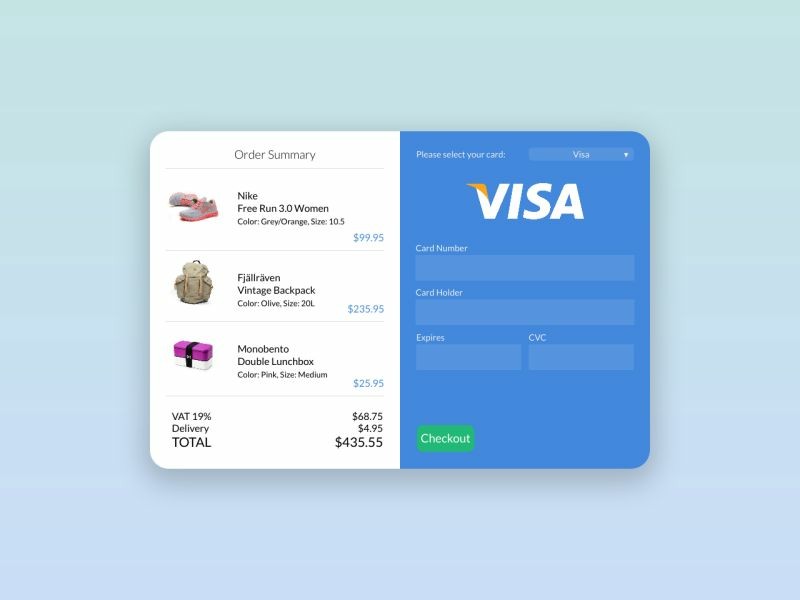 Order Summary
Nike
Free Run 3.0 Women
Color: Grey/Orange, Size: 10.5
$99.95
Fjällräven
Vintage Backpack
Color: Olive, Size: 20L
$235.95
Monobento
Double Lunchbox
Color: Pink, Size: Medium
$25.95
VAT 19% $68.75
Delivery $4.95
TOTAL $435.55
Please select your card: Visa
VISA
Card Number
Card Holder
Expires CVC
Checkout